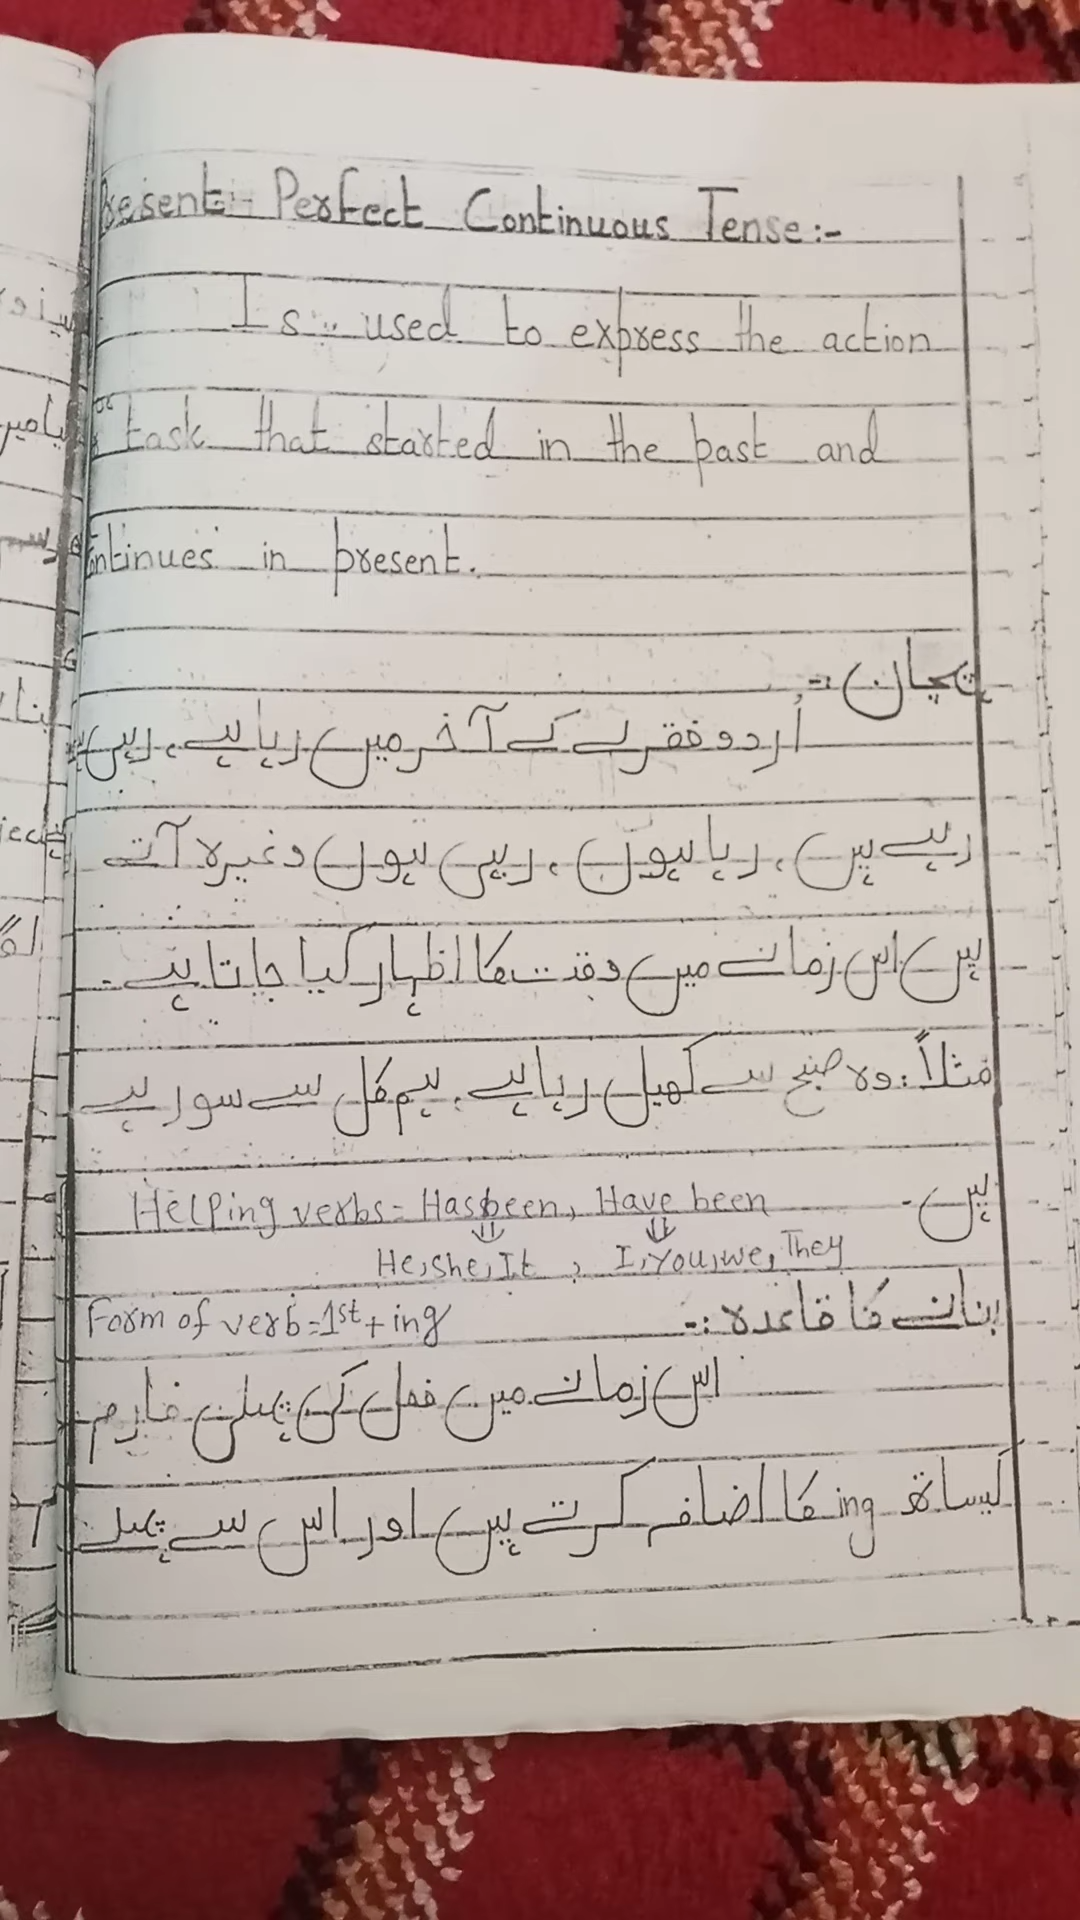 Present:- Perfect Continuous Tense:-
Is used to express the action
or task that started in the past and
continues in present.
پہچان:-
اُردو فقرے کے آخر میں رہا ہے، رہی ہے
رہے ہیں، رہا ہوں، رہی ہوں وغیرہ آتے
ہیں اس زمانے میں وقت کا اظہار کیا جاتا ہے۔
مثلاً: وہ صبح سے کھیل رہا ہے۔ ہم کل سے سو رہے
ہیں۔
Helping verbs = Has been, Have been
He, she, It , I, You, we, They
Form of verb = 1st + ing
بنانے کا قاعدہ:-
اس زمانے میں فعل کی پہلی فارم
کیساتھ ing کا اضافہ کرتے ہیں اور اس سے پہلے